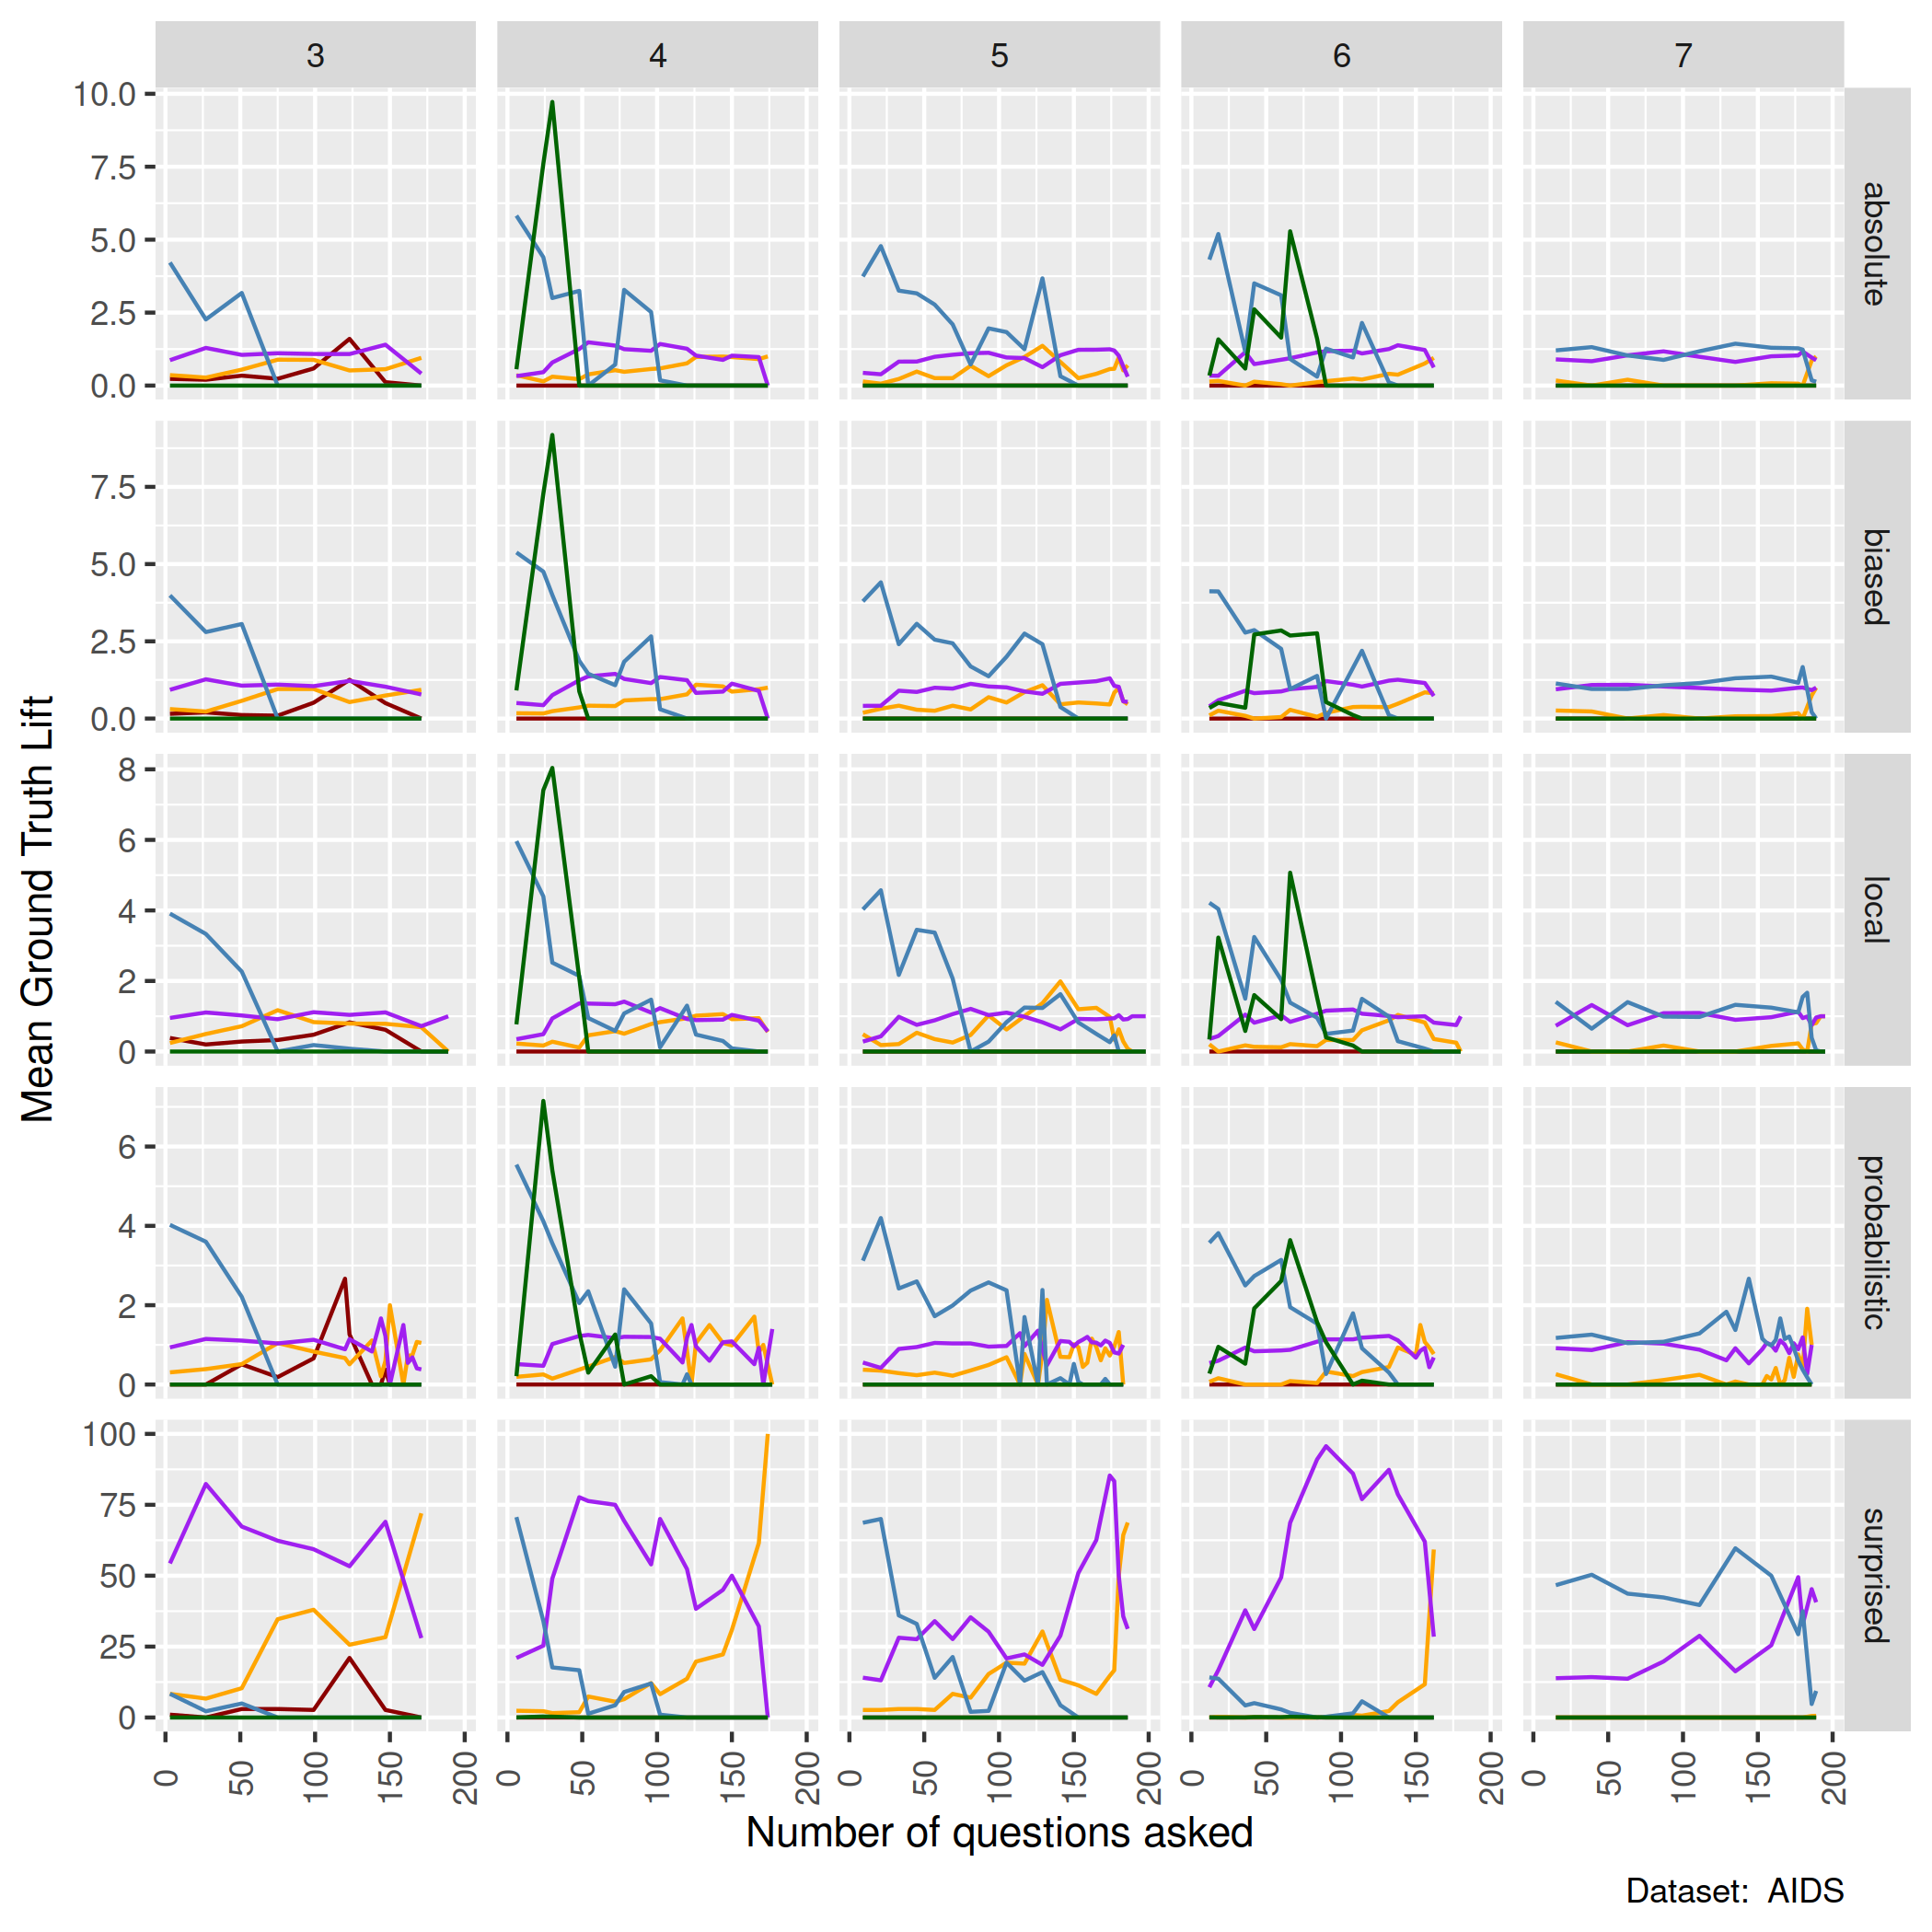 3 4 5 6 7
10.0
7.5
5.0
2.5
0.0
absolute
7.5
5.0
2.5
0.0
biased
8
6
4
2
0
local
6
4
2
0
probabilistic
100
75
50
25
0
surprised
Mean Ground Truth Lift
0 50 100 150 200 0 50 100 150 200 0 50 100 150 200 0 50 100 150 200 0 50 100 150 200
Number of questions asked
Dataset: AIDS